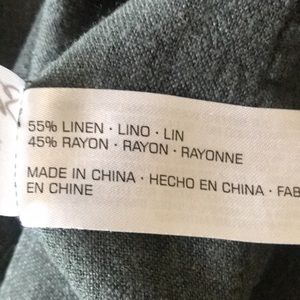 55% LINEN · LINO · LIN
45% RAYON · RAYON · RAYONNE
MADE IN CHINA · HECHO EN CHINA · FAB
EN CHINE